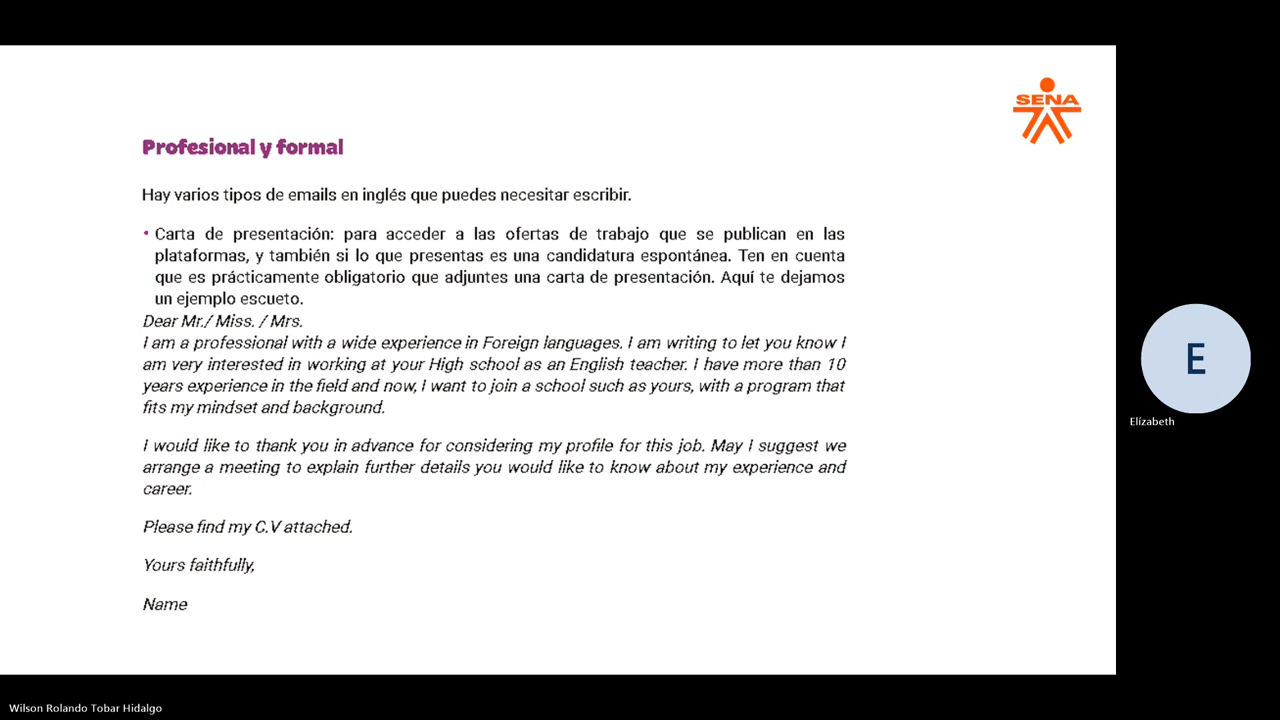 SENA
Profesional y formal
Hay varios tipos de emails en inglés que puedes necesitar escribir.
• Carta de presentación: para acceder a las ofertas de trabajo que se publican en las
plataformas, y también si lo que presentas es una candidatura espontánea. Ten en cuenta
que es prácticamente obligatorio que adjuntes una carta de presentación. Aquí te dejamos
un ejemplo escueto.
Dear Mr./ Miss. / Mrs.
I am a professional with a wide experience in Foreign languages. I am writing to let you know I
am very interested in working at your High school as an English teacher. I have more than 10
years experience in the field and now, I want to join a school such as yours, with a program that
fits my mindset and background.
I would like to thank you in advance for considering my profile for this job. May I suggest we
arrange a meeting to explain further details you would like to know about my experience and
career.
Please find my C.V attached.
Yours faithfully,
Name
E
Elízabeth
Wilson Rolando Tobar Hidalgo